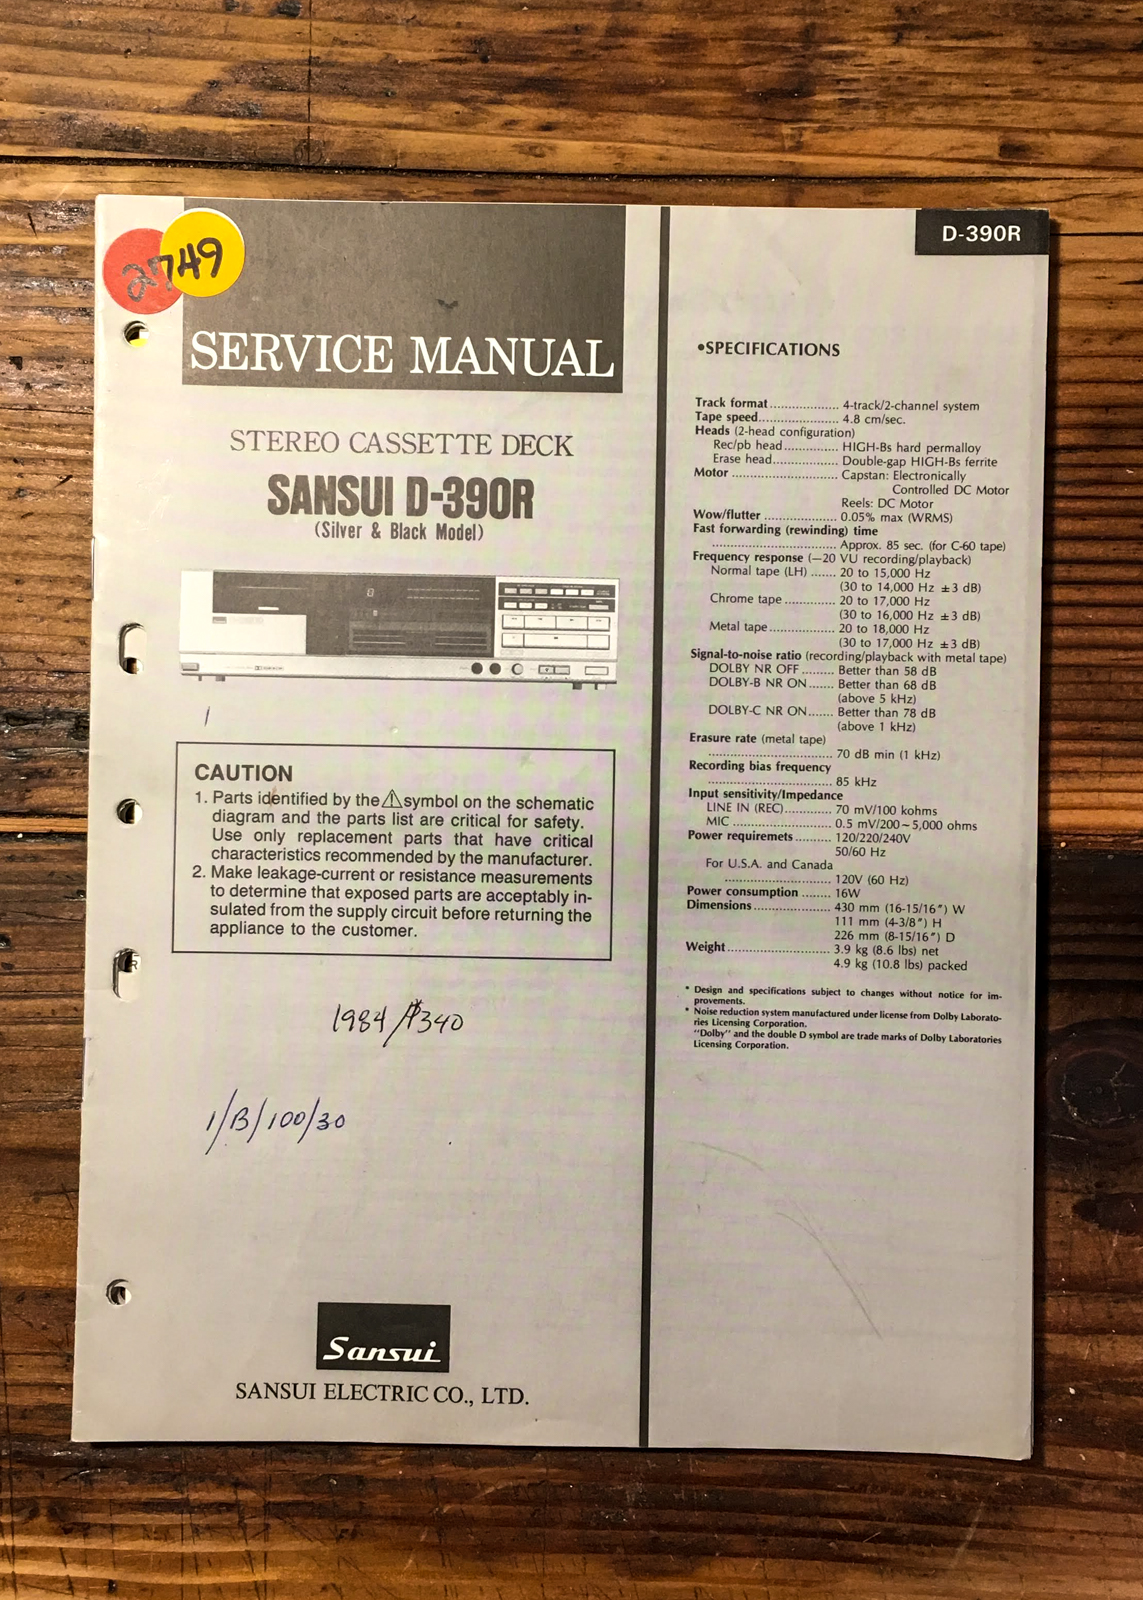 2749
D-390R
SERVICE MANUAL
STEREO CASSETTE DECK
SANSUI D-390R
(Silver & Black Model)
CAUTION
1. Parts identified by the ⚠ symbol on the schematic
diagram and the parts list are critical for safety.
Use only replacement parts that have critical
characteristics recommended by the manufacturer.
2. Make leakage-current or resistance measurements
to determine that exposed parts are acceptably in-
sulated from the supply circuit before returning the
appliance to the customer.
1984/
1/B/100/30
Sansui
SANSUI ELECTRIC CO., LTD.
•SPECIFICATIONS
Track format ................... 4-track/2-channel system
Tape speed...................... 4.8 cm/sec.
Heads (2-head configuration)
Rec/pb head............... HIGH-Bs hard permalloy
Erase head.................. Double-gap HIGH-Bs ferrite
Motor ............................. Capstan: Electronically
Controlled DC Motor
Reels: DC Motor
Wow/flutter .................... 0.05% max (WRMS)
Fast forwarding (rewinding) time
.................................. Approx. 85 sec. (for C-60 tape)
Frequency response (−20 VU recording/playback)
Normal tape (LH) ....... 20 to 15,000 Hz
(30 to 14,000 Hz ±3 dB)
Chrome tape .............. 20 to 17,000 Hz
(30 to 16,000 Hz ±3 dB)
Metal tape.................. 20 to 18,000 Hz
(30 to 17,000 Hz ±3 dB)
Signal-to-noise ratio (recording/playback with metal tape)
DOLBY NR OFF ......... Better than 58 dB
DOLBY-B NR ON....... Better than 68 dB
(above 5 kHz)
DOLBY-C NR ON....... Better than 78 dB
(above 1 kHz)
Erasure rate (metal tape)
.................................. 70 dB min (1 kHz)
Recording bias frequency
.................................. 85 kHz
Input sensitivity/Impedance
LINE IN (REC)............. 70 mV/100 kohms
MIC ........................... 0.5 mV/200~5,000 ohms
Power requiremets .......... 120/220/240V
50/60 Hz
For U.S.A. and Canada
............................. 120V (60 Hz)
Power consumption ........ 16W
Dimensions ..................... 430 mm (16-15/16″) W
111 mm (4-3/8″) H
226 mm (8-15/16″) D
Weight............................ 3.9 kg (8.6 lbs) net
4.9 kg (10.8 lbs) packed
* Design and specifications subject to changes without notice for im-
provements.
* Noise reduction system manufactured under license from Dolby Laborato-
ries Licensing Corporation.
"Dolby" and the double D symbol are trade marks of Dolby Laboratories
Licensing Corporation.